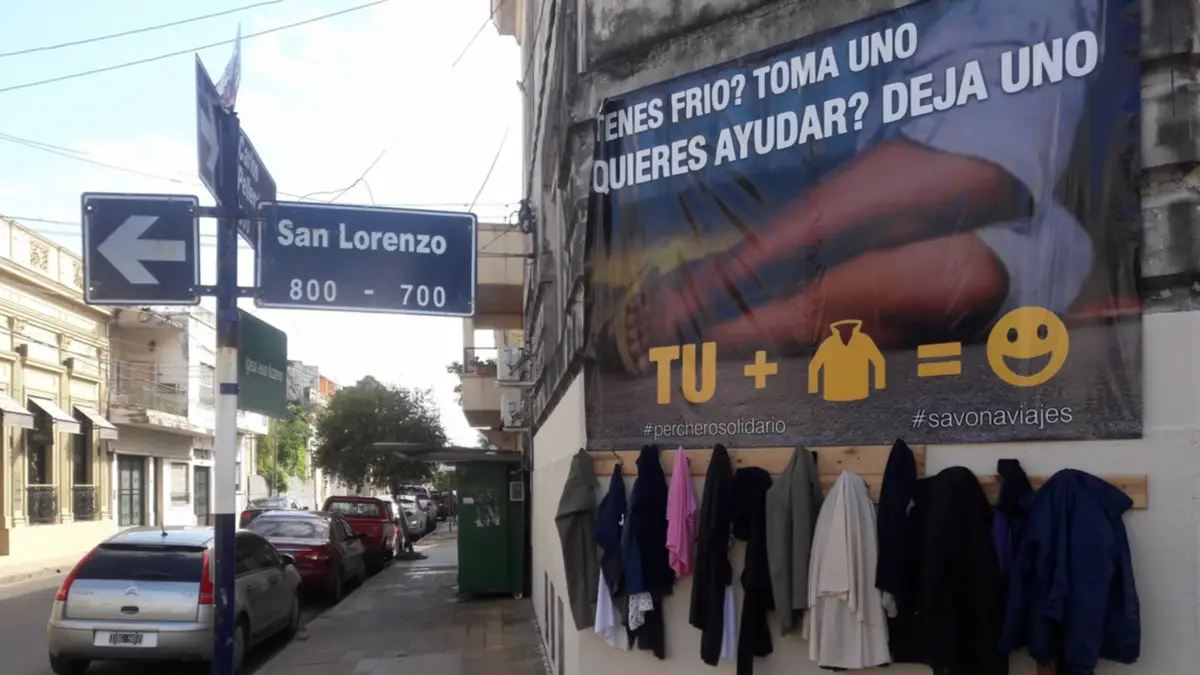 TENES FRIO? TOMA UNO
QUIERES AYUDAR? DEJA UNO
TU + =
#percherosolidario
#savonaviajes
San Lorenzo
800 - 700